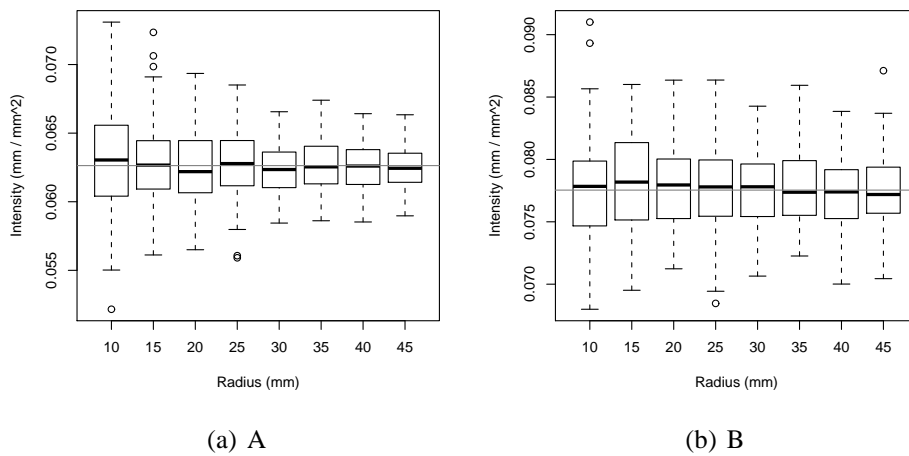 0.070
0.065
0.060
0.055
Intensity (mm / mm^2)
10 15 20 25 30 35 40 45
Radius (mm)
(a) A
0.090
0.085
0.080
0.075
0.070
Intensity (mm / mm^2)
10 15 20 25 30 35 40 45
Radius (mm)
(b) B